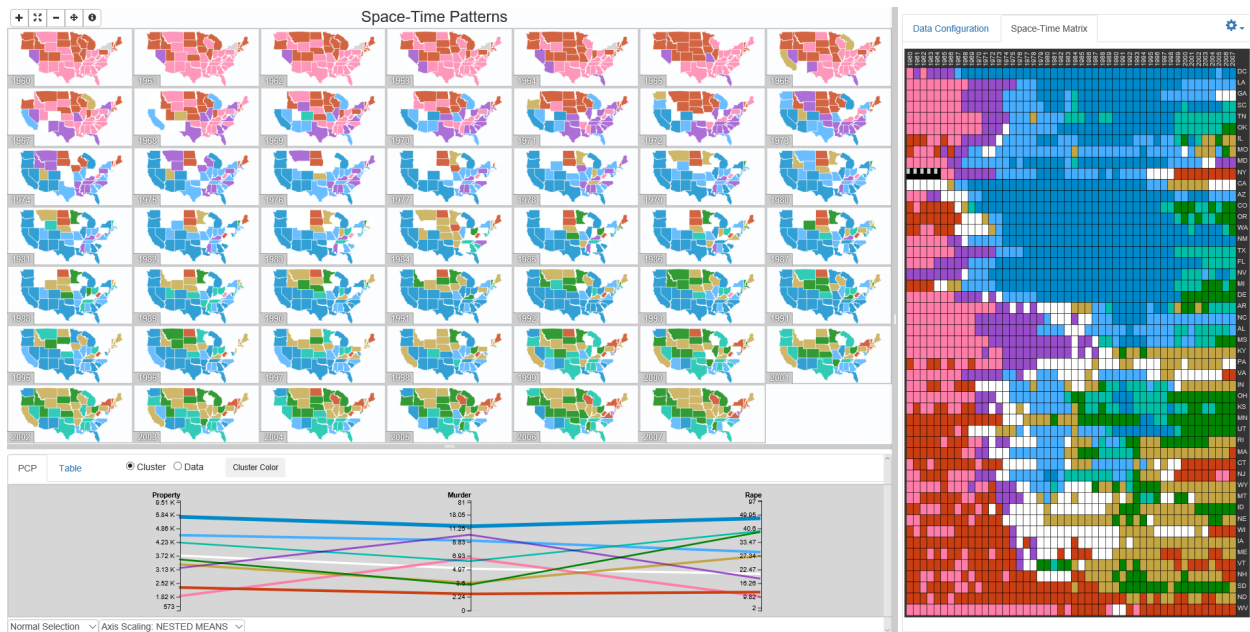 Space-Time Patterns
1960 1961 1962 1963 1964 1965 1966
1967 1968 1969 1970 1971 1972 1973
1974 1975 1976 1977 1978 1979 1980
1981 1982 1983 1984 1985 1986 1987
1988 1989 1990 1991 1992 1993 1994
1995 1996 1997 1998 1999 2000 2001
2002 2003 2004 2005 2006 2007
PCP Table Cluster Data Cluster Color
Property Murder Rape
9.51 K 81 97
5.84 K 18.05 49.95
4.86 K 11.25 40.6
4.23 K 8.83 33.47
3.72 K 6.93 27.34
3.13 K 4.97 22.47
2.52 K 3.6 16.26
1.82 K 2.24 9.82
573 0 2
Normal Selection Axis Scaling: NESTED MEANS
Data Configuration Space-Time Matrix
DC
LA
GA
SC
TN
OK
IL
MO
MD
NY
CA
AZ
CO
OR
WA
NM
TX
FL
NV
MI
DE
AR
NC
AL
MS
KY
PA
VA
IN
OH
KS
MN
UT
RI
MA
CT
NJ
WY
MT
ID
NE
WI
IA
ME
VT
NH
SD
ND
WV